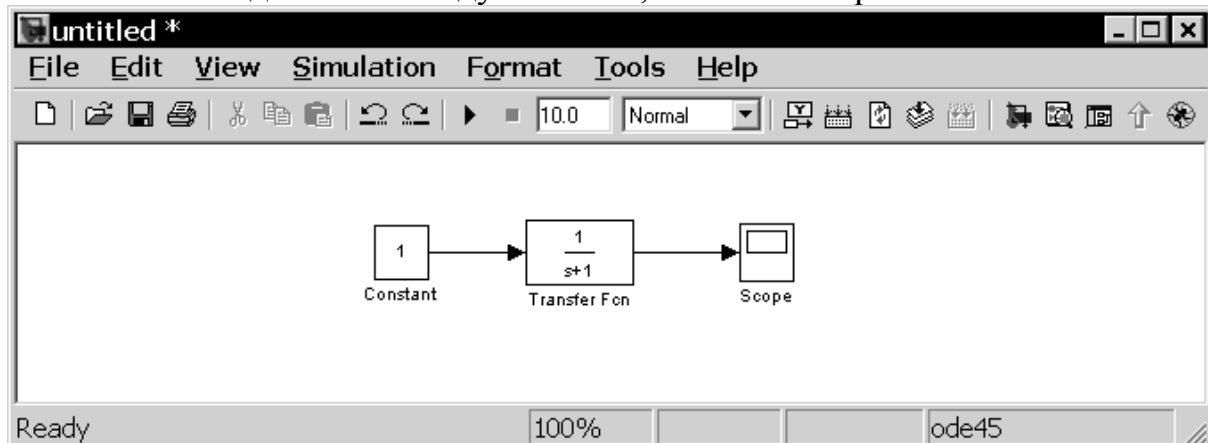 untitled *
File Edit View Simulation Format Tools Help
10.0 Normal
1
1
s+1
Constant
Transfer Fcn
Scope
Ready 100% ode45